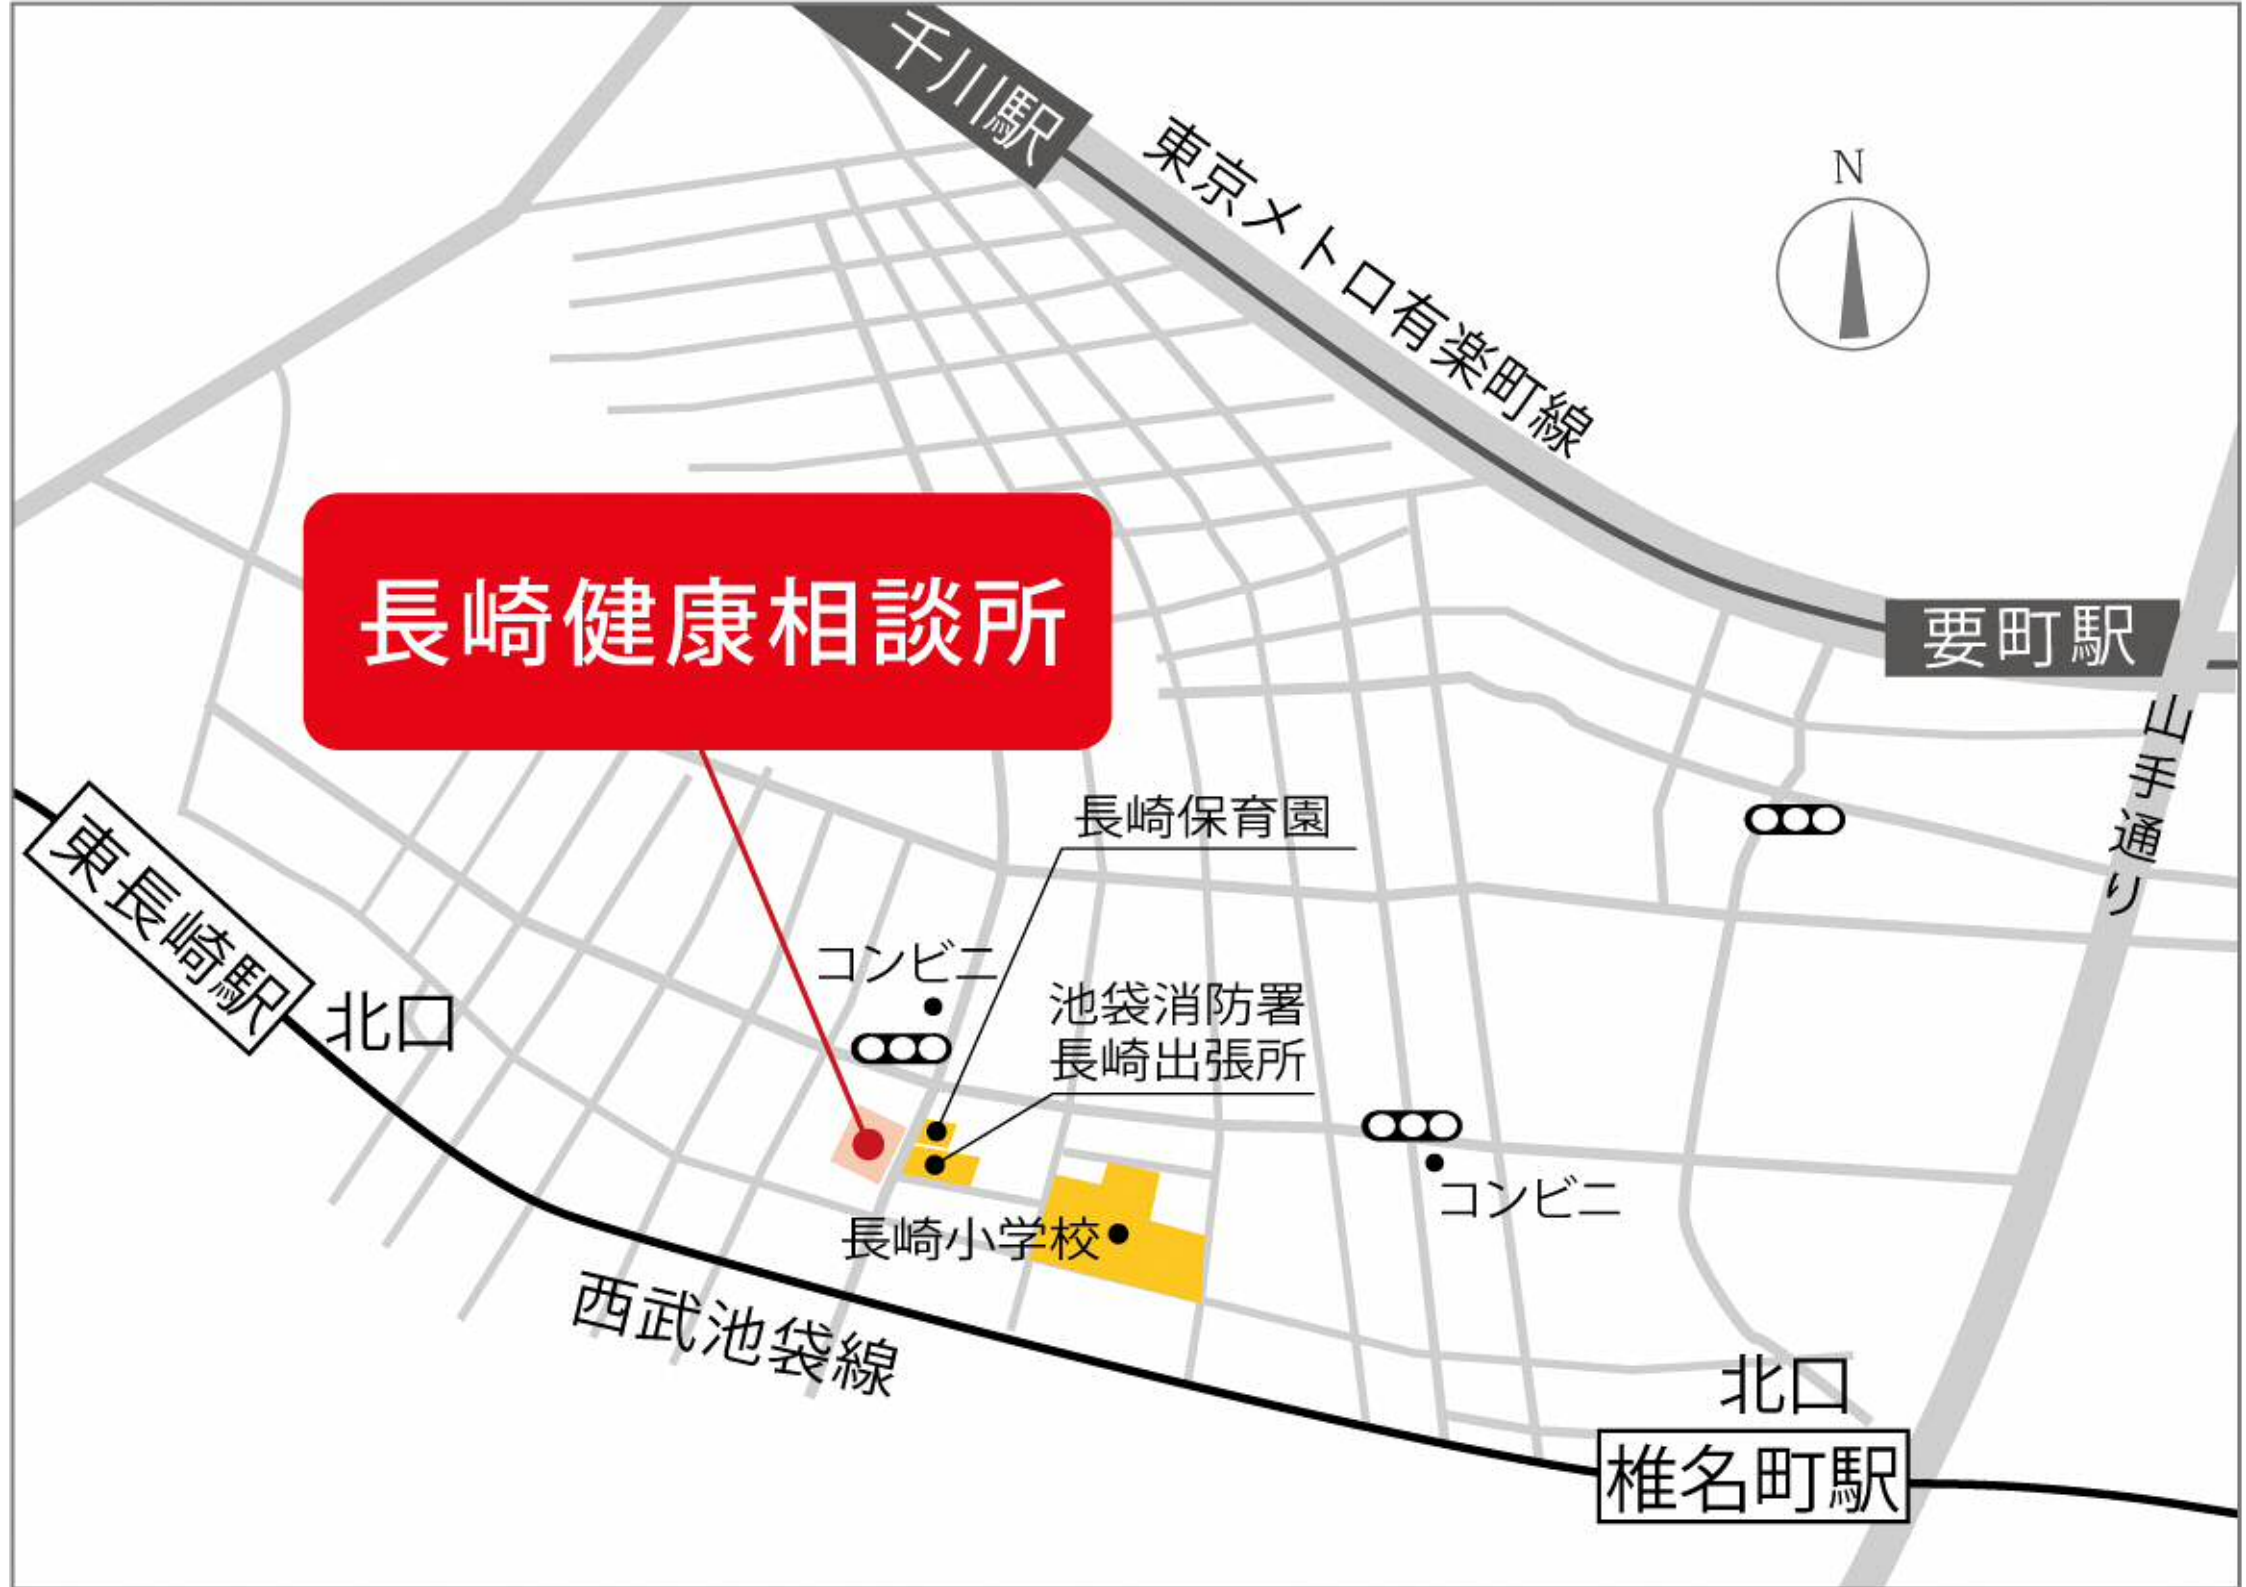 千川駅
東京メトロ有楽町線
N
長崎健康相談所
要町駅
山手通り
長崎保育園
東長崎駅
北口
コンビニ
池袋消防署
長崎出張所
コンビニ
長崎小学校
西武池袋線
北口
椎名町駅